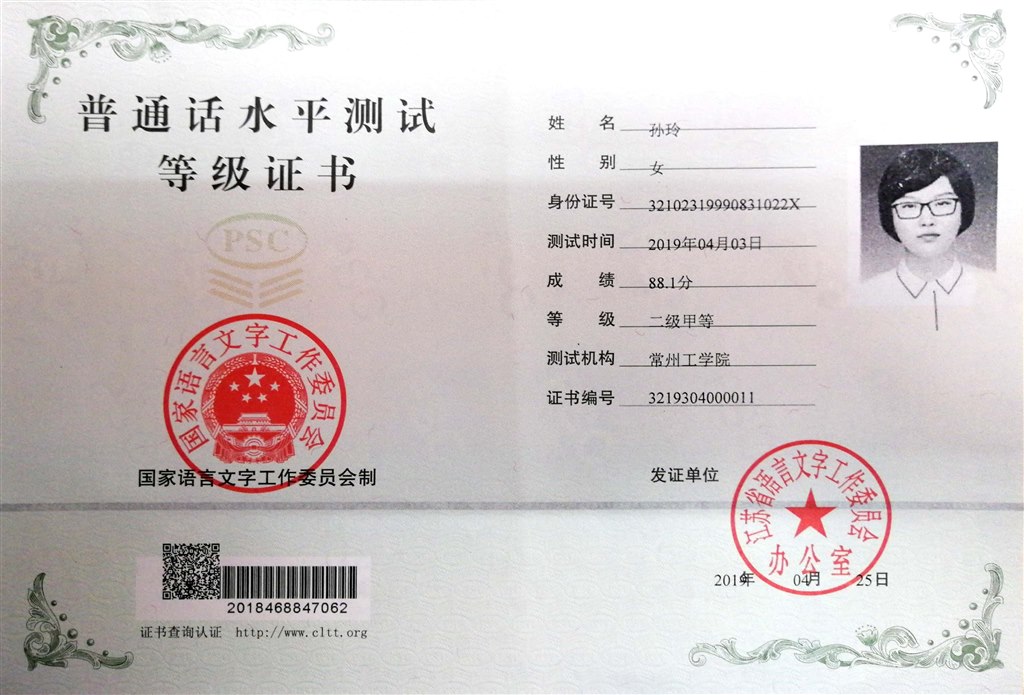 普通话水平测试
等级证书
PSC
国家语言文字工作委员会
国家语言文字工作委员会制
2018468847062
证书查询认证 http://www.cltt.org
姓名 孙玲
性别 女
身份证号 32102319990831022X
测试时间 2019年04月03日
成绩 88.1分
等级 二级甲等
测试机构 常州工学院
证书编号 3219304000011
发证单位
江苏省语言文字工作委员会
办公室
2019年 04月 25日